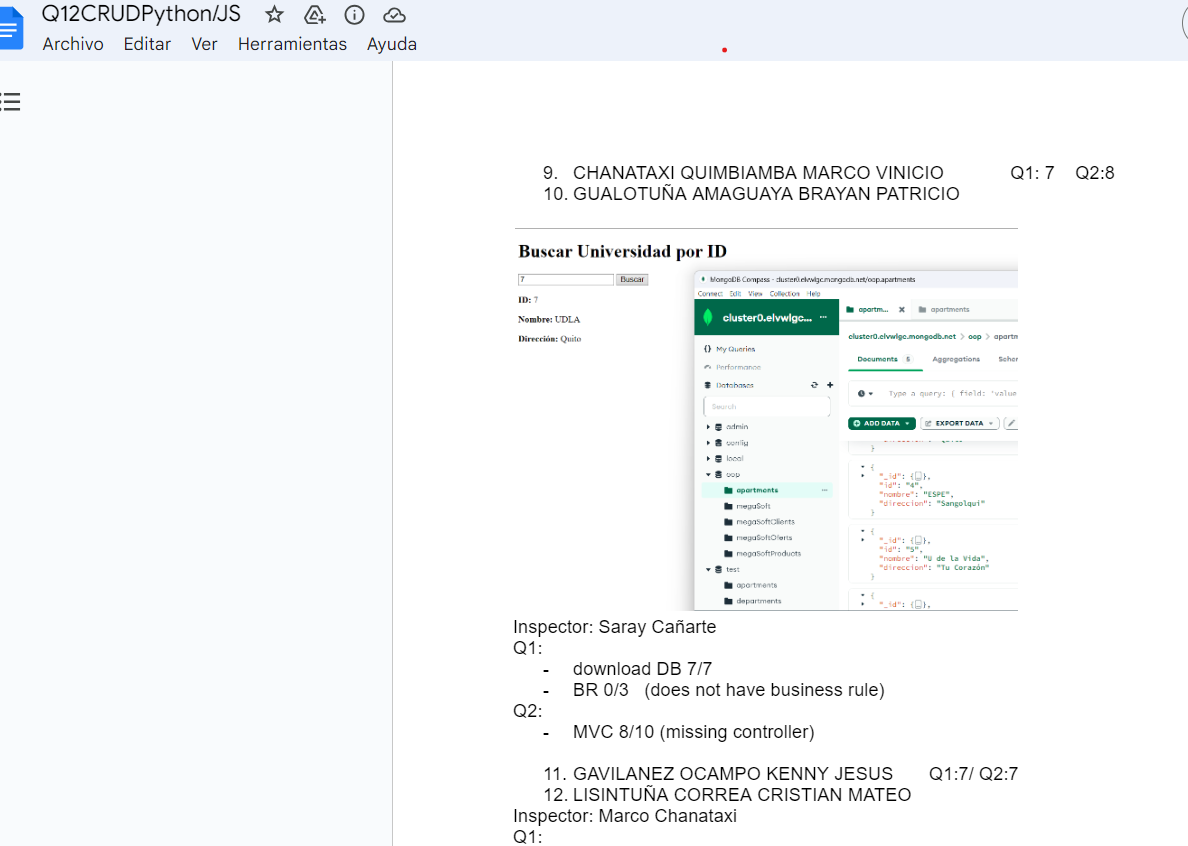 Q12CRUDPython/JS
Archivo Editar Ver Herramientas Ayuda
9. CHANATAXI QUIMBIAMBA MARCO VINICIO Q1: 7 Q2:8
10. GUALOTUÑA AMAGUAYA BRAYAN PATRICIO
Buscar Universidad por ID
7 Buscar
ID: 7
Nombre: UDLA
Dirección: Quito
MongoDB Compass - cluster0.elvwlgc.mongodb.net/oop.apartments
Connect Edit View Collection Help
cluster0.elvwlgc... ...
{} My Queries
Performance
Databases
Search
admin
config
local
oop
apartments ...
megaSoft
megaSoftClients
megaSoftOferts
megaSoftProducts
test
apartments
departments
apartm... apartments
cluster0.elvwlgc.mongodb.net > oop > apartm
Documents 5 Aggregations Scher
Type a query: { field: 'value
ADD DATA EXPORT DATA
}
{
"_id": {…},
"id": "4",
"nombre": "ESPE",
"direccion": "Sangolqui"
}
{
"_id": {…},
"id": "5",
"nombre": "U de la Vida",
"direccion": "Tu Corazón"
}
{
"_id": {…},
Inspector: Saray Cañarte
Q1:
- download DB 7/7
- BR 0/3 (does not have business rule)
Q2:
- MVC 8/10 (missing controller)
11. GAVILANEZ OCAMPO KENNY JESUS Q1:7/ Q2:7
12. LISINTUÑA CORREA CRISTIAN MATEO
Inspector: Marco Chanataxi
Q1: